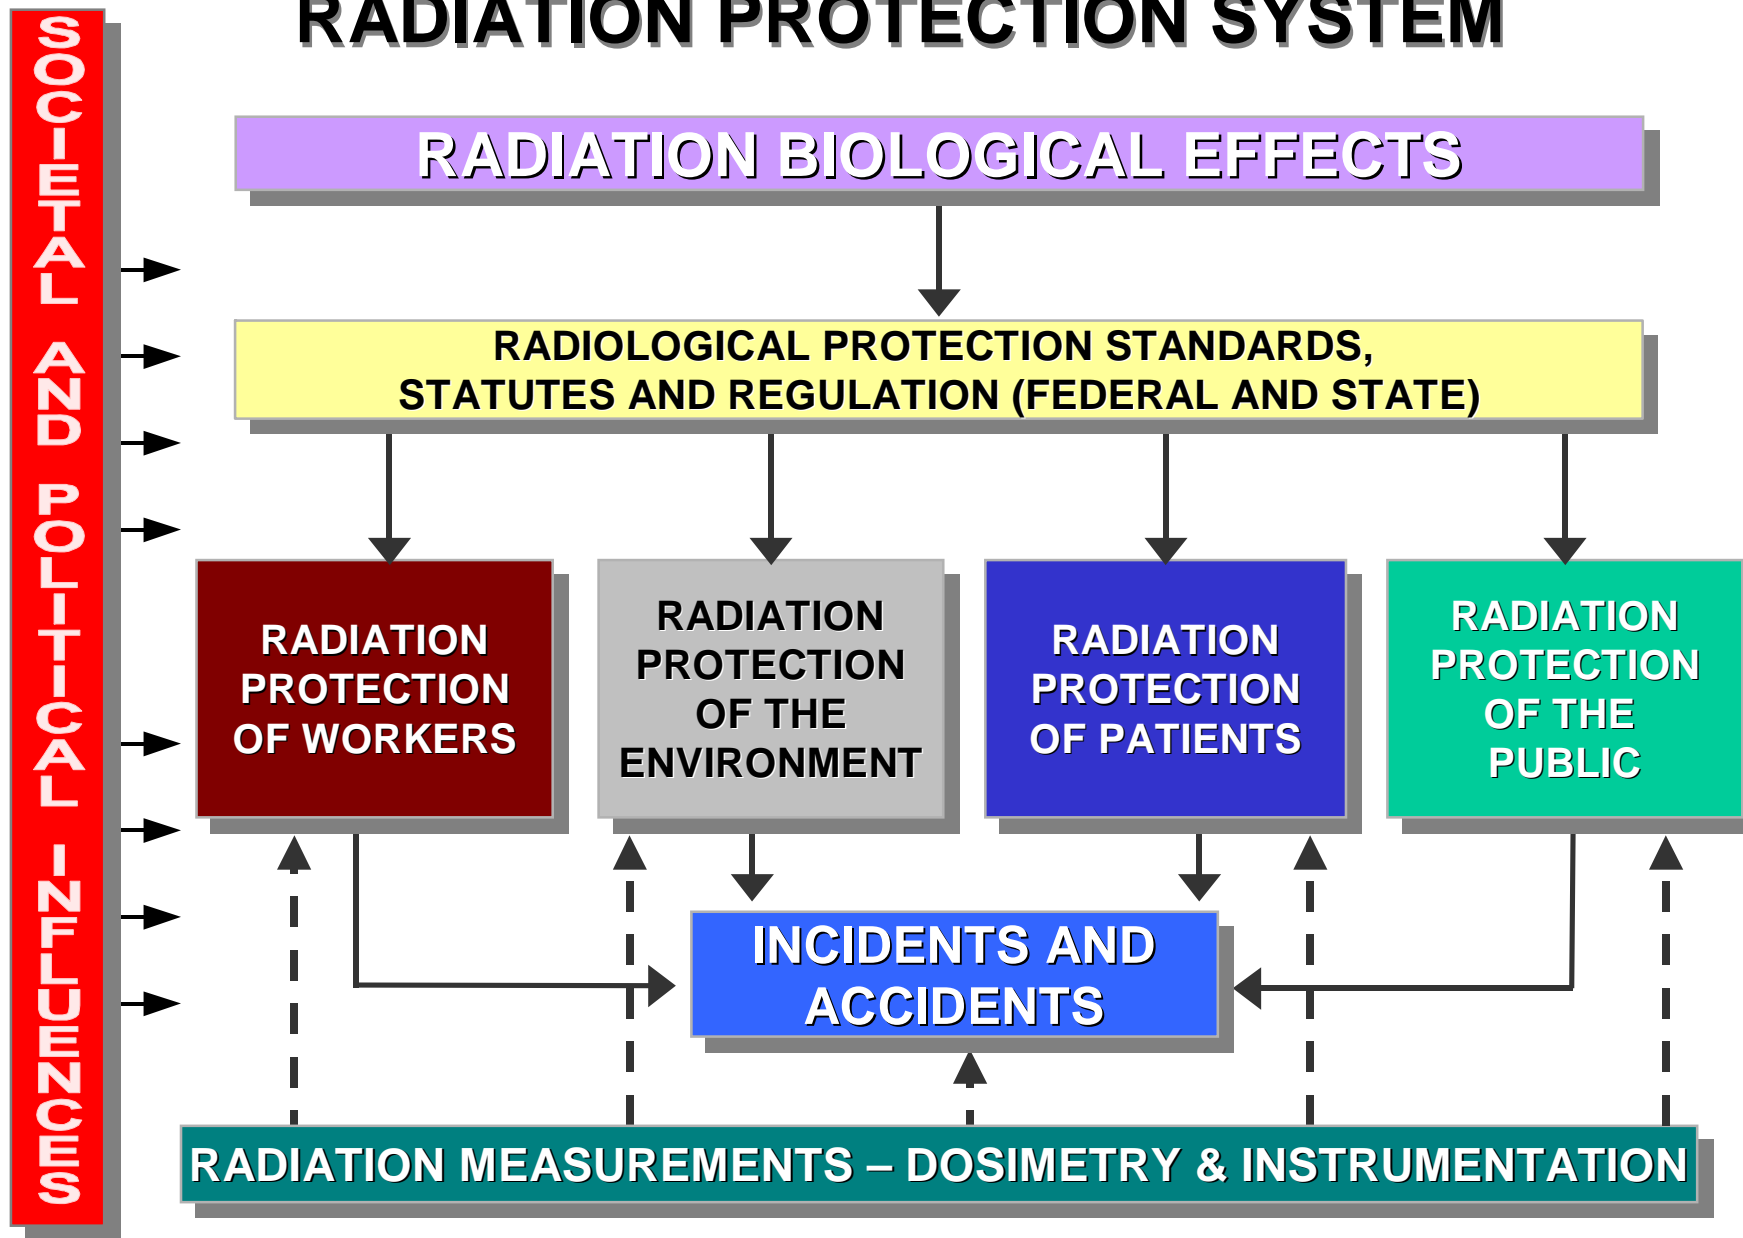 RADIATION PROTECTION SYSTEM
SOCIETAL AND POLITICAL INFLUENCES
RADIATION BIOLOGICAL EFFECTS
RADIOLOGICAL PROTECTION STANDARDS,
STATUTES AND REGULATION (FEDERAL AND STATE)
RADIATION
PROTECTION
OF WORKERS
RADIATION
PROTECTION
OF THE
ENVIRONMENT
RADIATION
PROTECTION
OF PATIENTS
RADIATION
PROTECTION
OF THE
PUBLIC
INCIDENTS AND
ACCIDENTS
RADIATION MEASUREMENTS – DOSIMETRY & INSTRUMENTATION